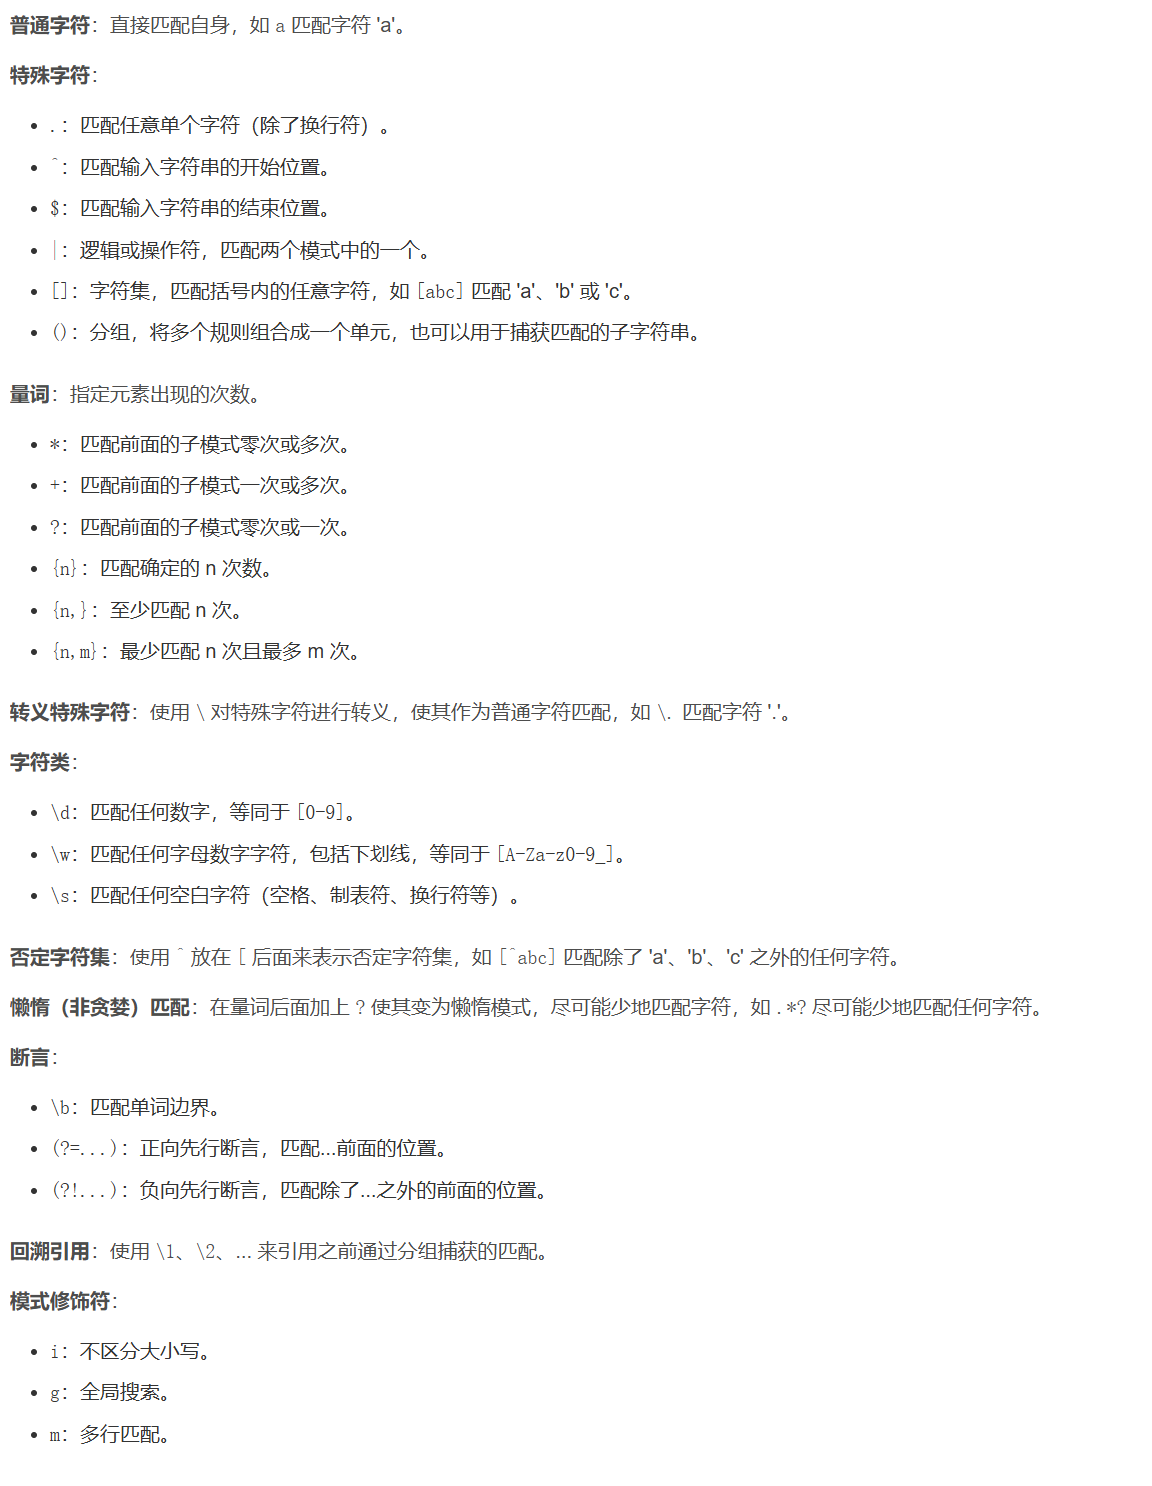 普通字符：直接匹配自身，如 a 匹配字符 'a'。
特殊字符：
• .：匹配任意单个字符（除了换行符）。
• ^：匹配输入字符串的开始位置。
• $：匹配输入字符串的结束位置。
• |：逻辑或操作符，匹配两个模式中的一个。
• []：字符集，匹配括号内的任意字符，如 [abc] 匹配 'a'、'b' 或 'c'。
• ()：分组，将多个规则组合成一个单元，也可以用于捕获匹配的子字符串。
量词：指定元素出现的次数。
• *：匹配前面的子模式零次或多次。
• +：匹配前面的子模式一次或多次。
• ?：匹配前面的子模式零次或一次。
• {n}：匹配确定的 n 次数。
• {n,}：至少匹配 n 次。
• {n,m}：最少匹配 n 次且最多 m 次。
转义特殊字符：使用 \ 对特殊字符进行转义，使其作为普通字符匹配，如 \. 匹配字符 '.'。
字符类：
• \d：匹配任何数字，等同于 [0-9]。
• \w：匹配任何字母数字字符，包括下划线，等同于 [A-Za-z0-9_]。
• \s：匹配任何空白字符（空格、制表符、换行符等）。
否定字符集：使用 ^ 放在 [ 后面来表示否定字符集，如 [^abc] 匹配除了 'a'、'b'、'c' 之外的任何字符。
懒惰（非贪婪）匹配：在量词后面加上 ? 使其变为懒惰模式，尽可能少地匹配字符，如 .*? 尽可能少地匹配任何字符。
断言：
• \b：匹配单词边界。
• (?=...)：正向先行断言，匹配...前面的位置。
• (?!...)：负向先行断言，匹配除了...之外的前面的位置。
回溯引用：使用 \1、\2、... 来引用之前通过分组捕获的匹配。
模式修饰符：
• i：不区分大小写。
• g：全局搜索。
• m：多行匹配。